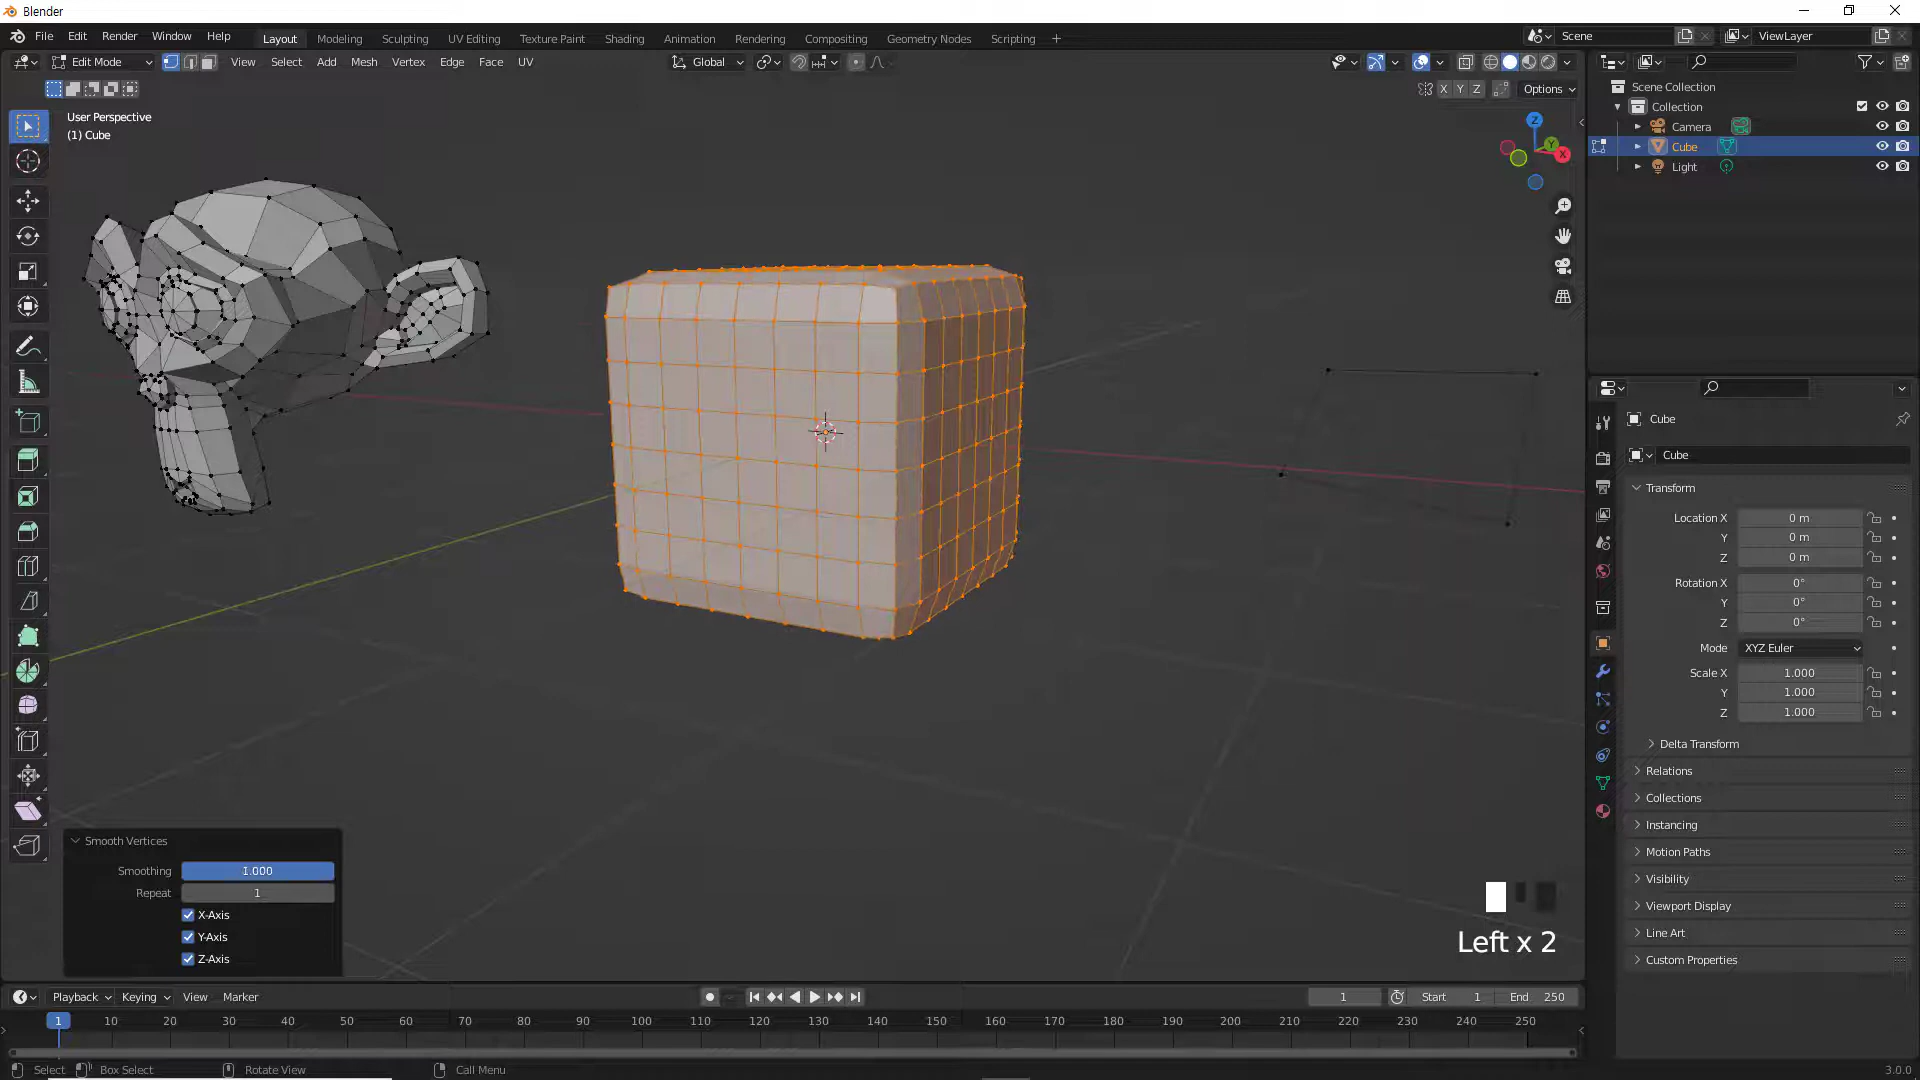 Blender
File Edit Render Window Help
Layout Modeling Sculpting UV Editing Texture Paint Shading Animation Rendering Compositing Geometry Nodes Scripting +
Scene
ViewLayer
Edit Mode
View Select Add Mesh Vertex Edge Face UV
Global
X Y Z Options
User Perspective
(1) Cube
Z
Y
X
Scene Collection
Collection
Camera
Cube
Light
Cube
Cube
Transform
Location X 0 m
Y 0 m
Z 0 m
Rotation X 0°
Y 0°
Z 0°
Mode XYZ Euler
Scale X 1.000
Y 1.000
Z 1.000
Delta Transform
Relations
Collections
Instancing
Motion Paths
Visibility
Viewport Display
Line Art
Custom Properties
Smooth Vertices
Smoothing 1.000
Repeat 1
X-Axis
Y-Axis
Z-Axis
Left x 2
Playback Keying View Marker
1 Start 1 End 250
1 10 20 30 40 50 60 70 80 90 100 110 120 130 140 150 160 170 180 190 200 210 220 230 240 250
Select Box Select Rotate View Call Menu
3.0.0